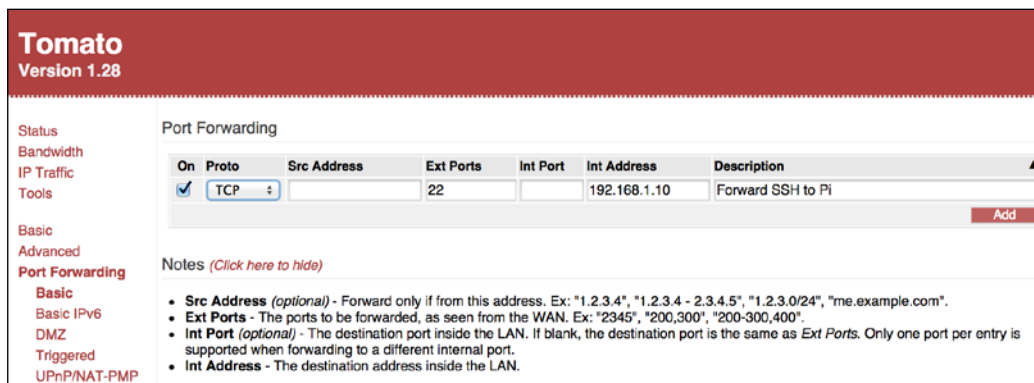 Tomato
Version 1.28
Status
Bandwidth
IP Traffic
Tools
Basic
Advanced
Port Forwarding
Basic
Basic IPv6
DMZ
Triggered
UPnP/NAT-PMP
Port Forwarding
On Proto Src Address Ext Ports Int Port Int Address Description
TCP 22 192.168.1.10 Forward SSH to Pi
Add
Notes (Click here to hide)
• Src Address (optional) - Forward only if from this address. Ex: "1.2.3.4", "1.2.3.4 - 2.3.4.5", "1.2.3.0/24", "me.example.com".
• Ext Ports - The ports to be forwarded, as seen from the WAN. Ex: "2345", "200,300", "200-300,400".
• Int Port (optional) - The destination port inside the LAN. If blank, the destination port is the same as Ext Ports. Only one port per entry is
supported when forwarding to a different internal port.
• Int Address - The destination address inside the LAN.